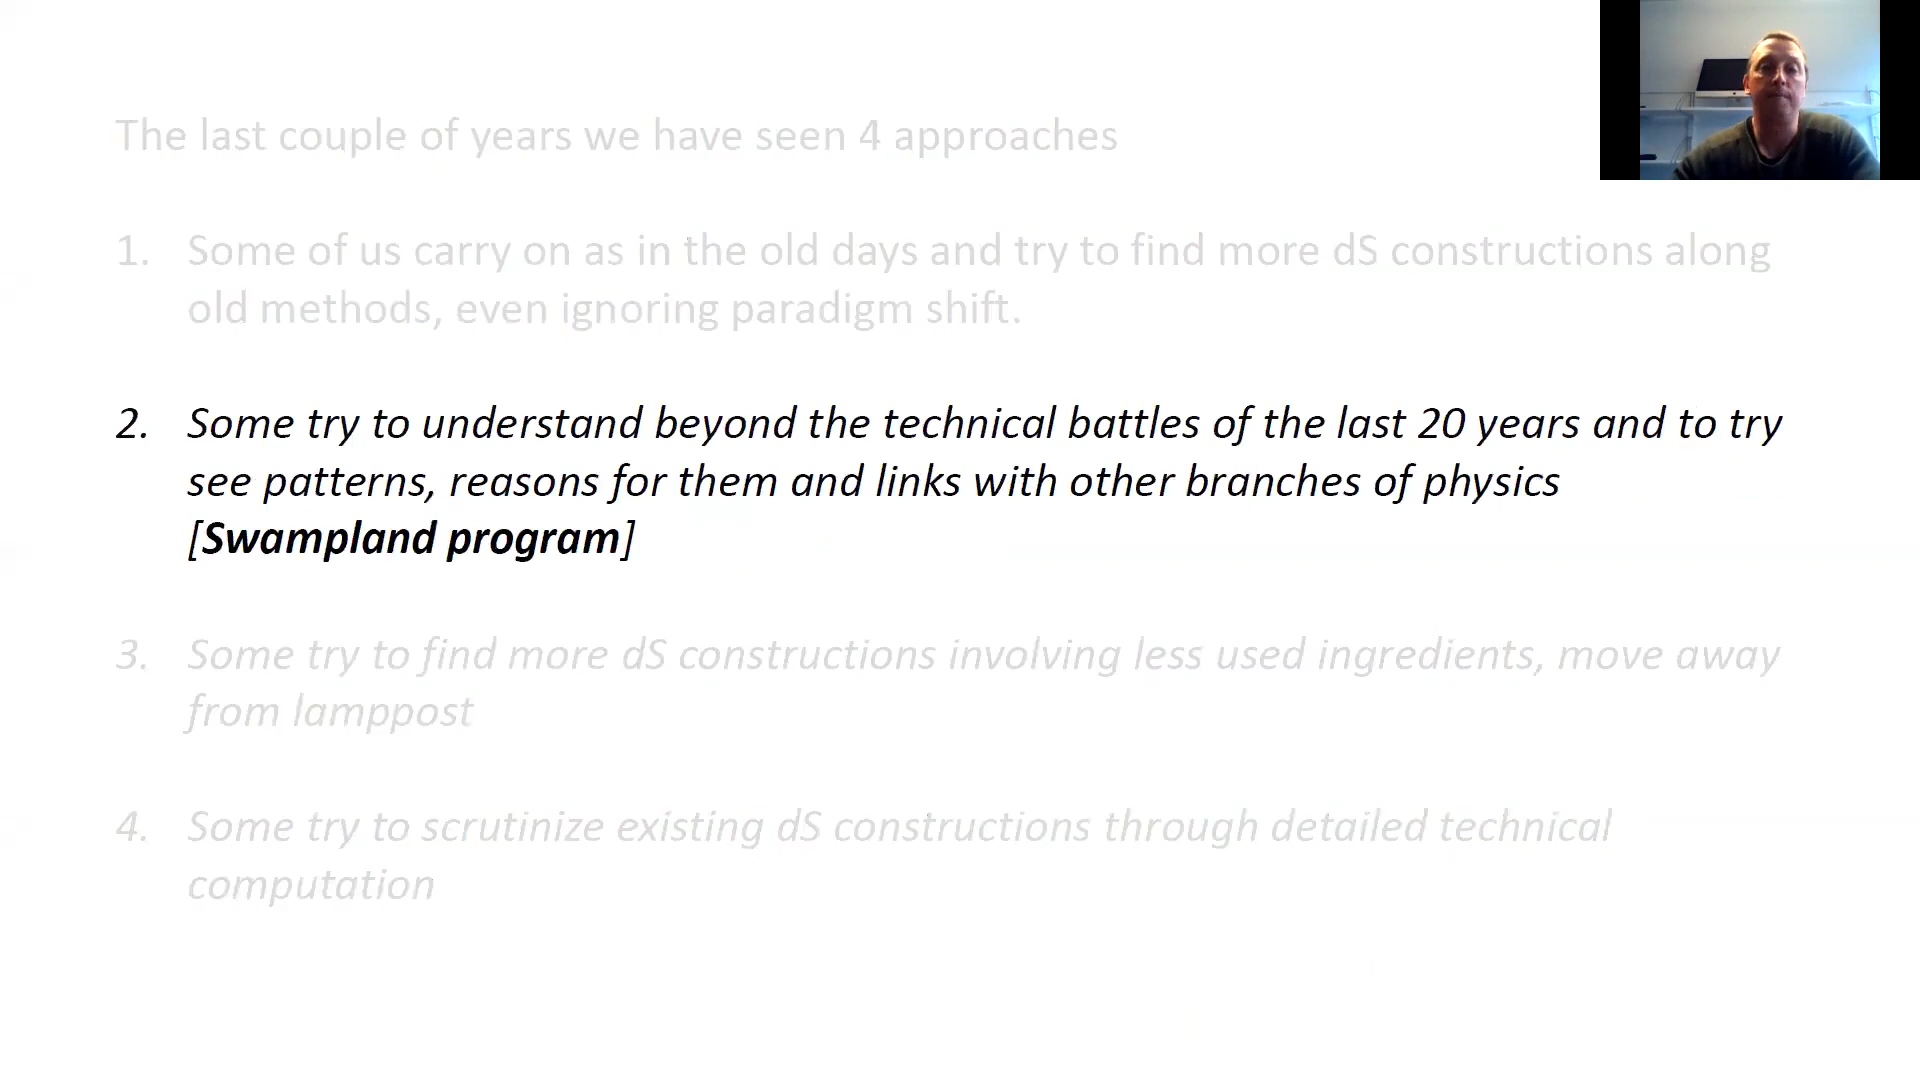 The last couple of years we have seen 4 approaches
1. Some of us carry on as in the old days and try to find more dS constructions along
old methods, even ignoring paradigm shift.
2. Some try to understand beyond the technical battles of the last 20 years and to try
see patterns, reasons for them and links with other branches of physics
[Swampland program]
3. Some try to find more dS constructions involving less used ingredients, move away
from lamppost
4. Some try to scrutinize existing dS constructions through detailed technical
computation